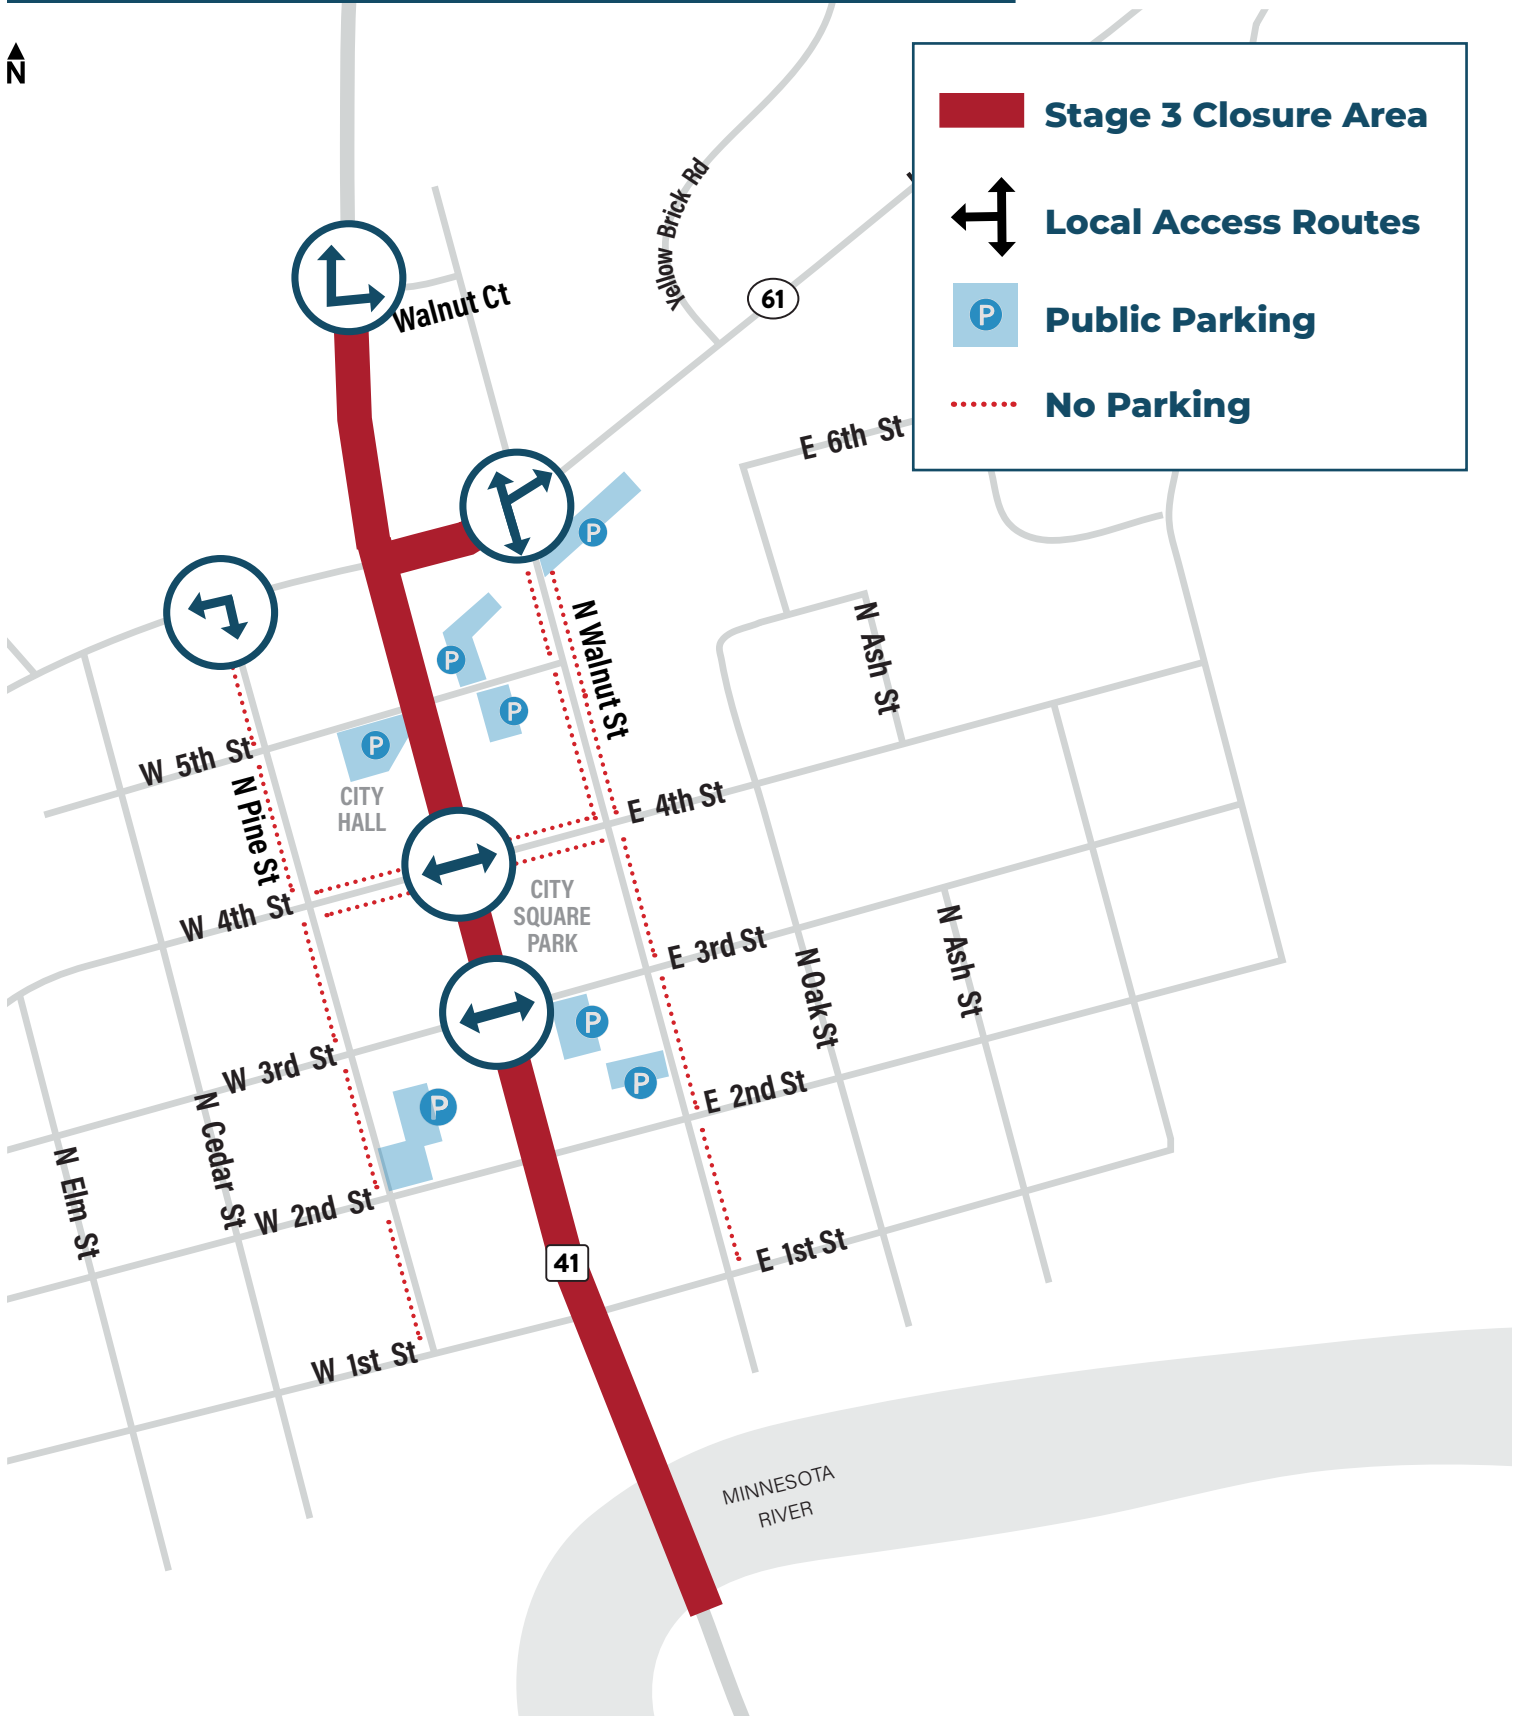 N
Stage 3 Closure Area
Local Access Routes
P
Public Parking
No Parking
Yellow Brick Rd
61
Walnut Ct
E 6th St
P
N Walnut St
N Ash St
P
P
P
W 5th St
CITY
HALL
N Pine St
E 4th St
W 4th St
CITY
SQUARE
PARK
E 3rd St
N Oak St
N Ash St
P
W 3rd St
P
E 2nd St
P
N Cedar St
N Elm St
W 2nd St
41
E 1st St
W 1st St
MINNESOTA
RIVER